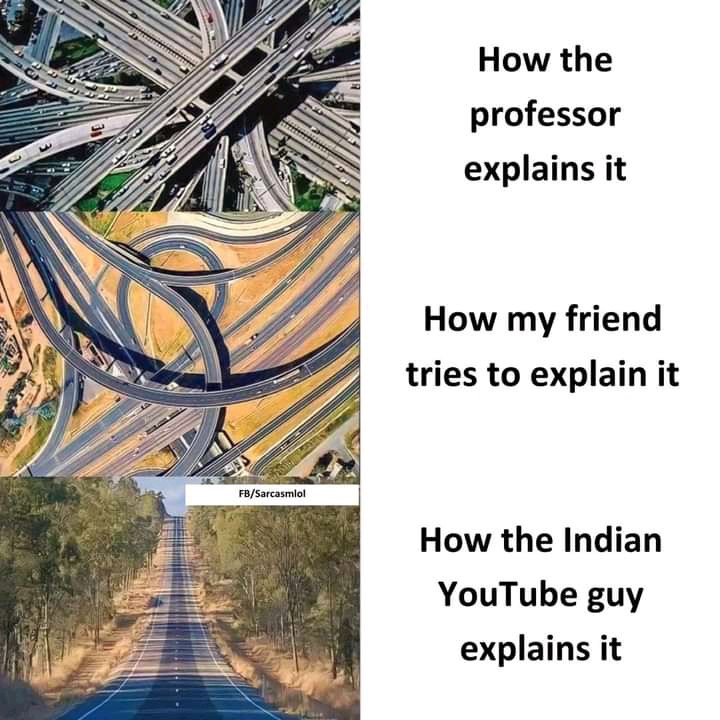 How the
professor
explains it
How my friend
tries to explain it
FB/Sarcasmlol
How the Indian
YouTube guy
explains it